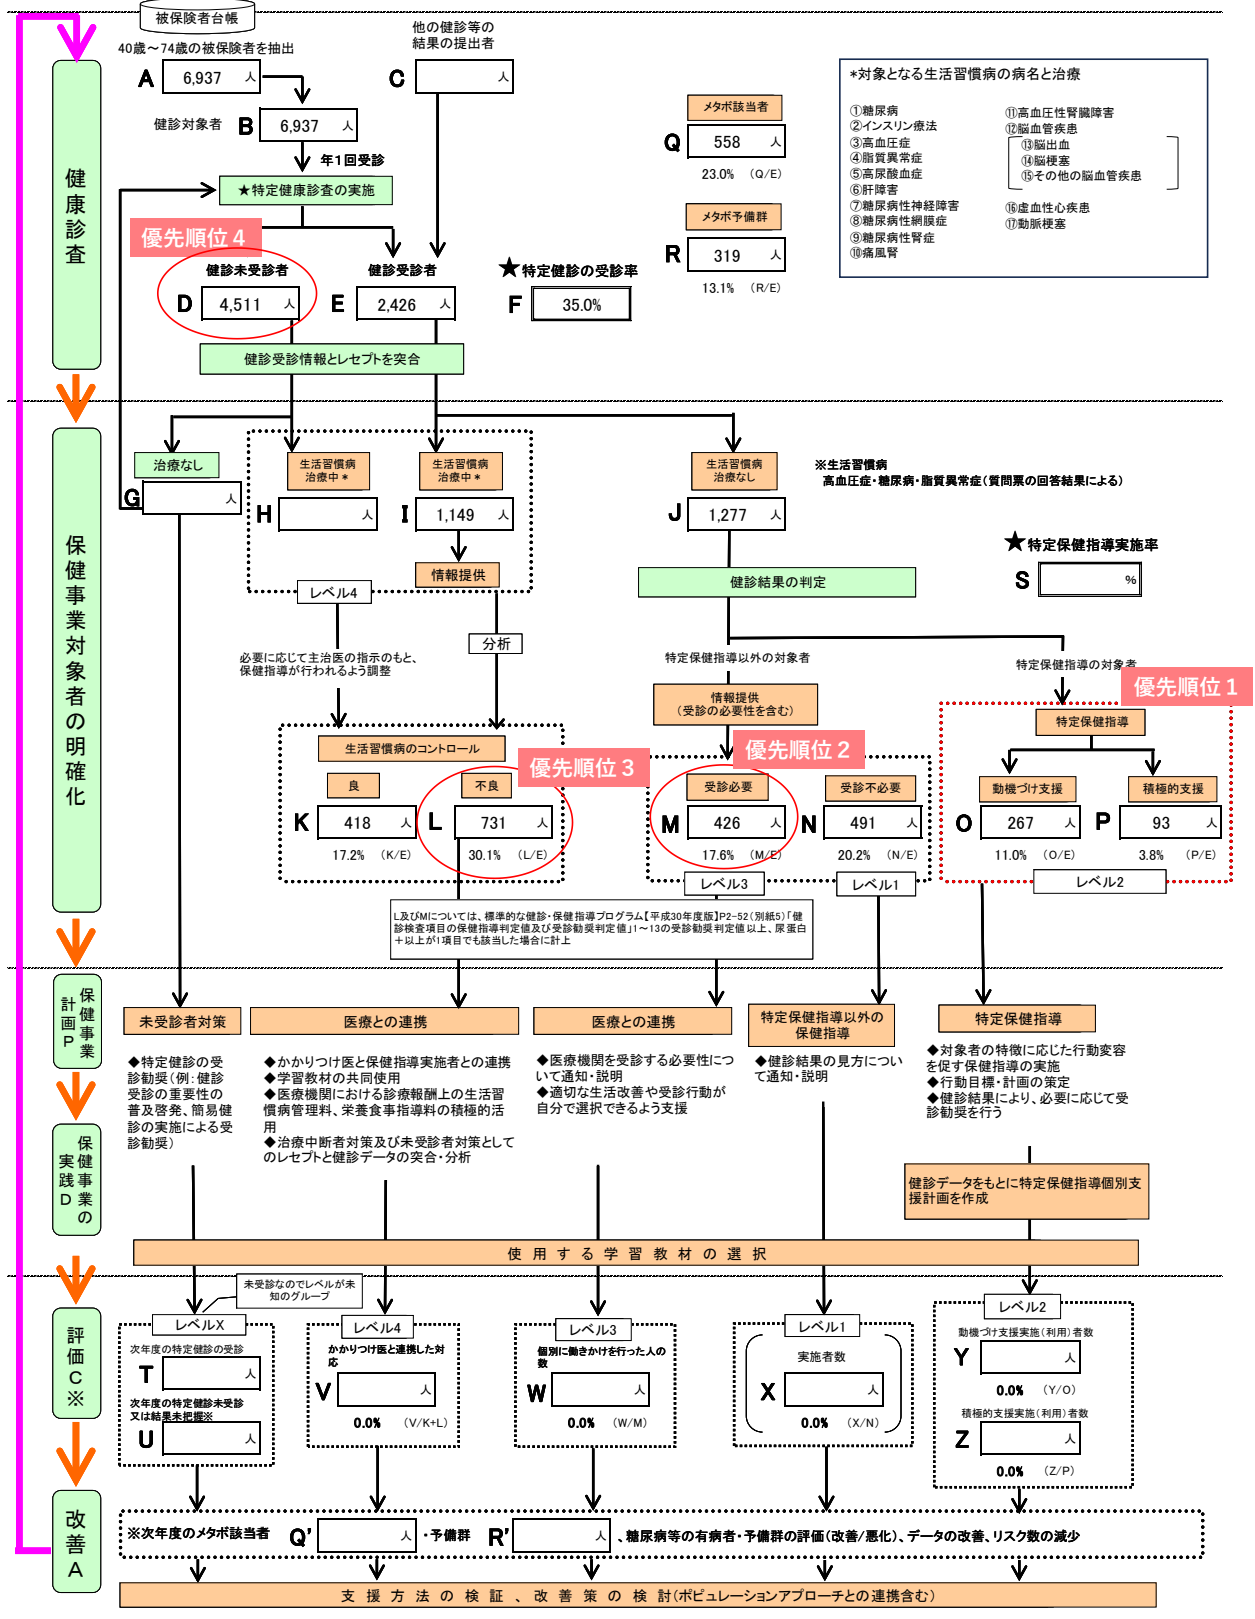 被保険者台帳
40歳～74歳の被保険者を抽出
A 6,937 人
他の健診等の
結果の提出者
C 人
健診対象者 B 6,937 人
年1回受診
★特定健康診査の実施
優先順位4
健診未受診者
D 4,511 人
健診受診者
E 2,426 人
★特定健診の受診率
F 35.0%
健診受診情報とレセプトを突合
メタボ該当者
Q 558 人
23.0% (Q/E)
メタボ予備群
R 319 人
13.1% (R/E)
*対象となる生活習慣病の病名と治療
①糖尿病
②インスリン療法
③高血圧症
④脂質異常症
⑤高尿酸血症
⑥肝障害
⑦糖尿病性神経障害
⑧糖尿病性網膜症
⑨糖尿病性腎症
⑩痛風腎
⑪高血圧性腎臓障害
⑫脳血管疾患
⑬脳出血
⑭脳梗塞
⑮その他の脳血管疾患
⑯虚血性心疾患
⑰動脈梗塞
健康診査
治療なし
G 人
生活習慣病
治療中*
H 人
生活習慣病
治療中*
I 1,149 人
情報提供
レベル4
生活習慣病
治療なし
J 1,277 人
※生活習慣病
高血圧症・糖尿病・脂質異常症(質問票の回答結果による)
★特定保健指導実施率
S %
健診結果の判定
分析
必要に応じて主治医の指示のもと、
保健指導が行われるよう調整
特定保健指導以外の対象者
特定保健指導の対象者
優先順位1
情報提供
(受診の必要性を含む)
優先順位2
優先順位3
生活習慣病のコントロール
良
K 418 人
17.2% (K/E)
不良
L 731 人
30.1% (L/E)
受診必要
M 426 人
17.6% (M/E)
受診不必要
N 491 人
20.2% (N/E)
レベル3
レベル1
特定保健指導
動機づけ支援
O 267 人
11.0% (O/E)
積極的支援
P 93 人
3.8% (P/E)
レベル2
L及びMについては、標準的な健診・保健指導プログラム【平成30年度版】P2-52(別紙5)「健
診検査項目の保健指導判定値及び受診勧奨判定値」1～13の受診勧奨判定値以上、尿蛋白
+以上が1項目でも該当した場合に計上
保健事業対象者の明確化
保健事業
計画P
未受診者対策
◆特定健診の受
診勧奨(例:健診
受診の重要性の
普及啓発、簡易健
診の実施による受
診勧奨)
医療との連携
◆かかりつけ医と保健指導実施者との連携
◆学習教材の共同使用
◆医療機関における診療報酬上の生活習
慣病管理料、栄養食事指導料の積極的活
用
◆治療中断者対策及び未受診者対策として
のレセプトと健診データの突合・分析
医療との連携
◆医療機関を受診する必要性につ
いて通知・説明
◆適切な生活改善や受診行動が
自分で選択できるよう支援
特定保健指導以外の
保健指導
◆健診結果の見方につい
て通知・説明
特定保健指導
◆対象者の特徴に応じた行動変容
を促す保健指導の実施
◆行動目標・計画の策定
◆健診結果により、必要に応じて受
診勧奨を行う
保健事業の
実践D
健診データをもとに特定保健指導個別支
援計画を作成
使用する学習教材の選択
未受診なのでレベルが未
知のグループ
レベルX
次年度の特定健診の受診
T 人
次年度の特定健診未受診
又は結果未把握※
U 人
レベル4
かかりつけ医と連携した対
応
V 人
0.0% (V/K+L)
レベル3
個別に働きかけを行った人の
数
W 人
0.0% (W/M)
レベル1
実施者数
X 人
0.0% (X/N)
レベル2
動機づけ支援実施(利用)者数
Y 人
0.0% (Y/O)
積極的支援実施(利用)者数
Z 人
0.0% (Z/P)
評価C※
※次年度のメタボ該当者 Q' 人 ・予備群 R' 人 、糖尿病等の有病者・予備群の評価(改善/悪化)、データの改善、リスク数の減少
改善A
支援方法の検証、改善策の検討(ポピュレーションアプローチとの連携含む)